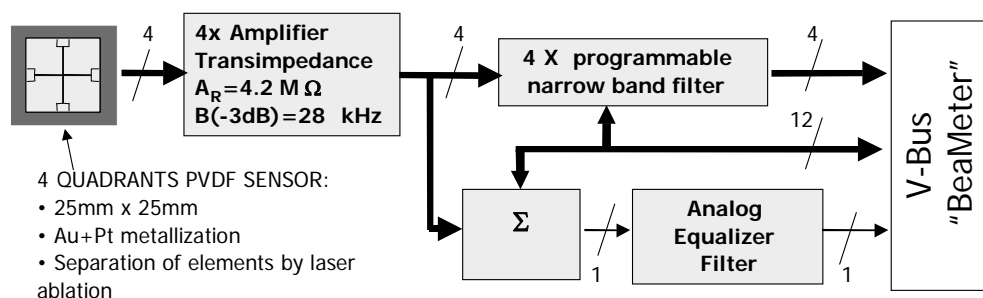 4
4x Amplifier
Transimpedance
A_R=4.2 M Ω
B(-3dB)=28 kHz
4
4 X programmable
narrow band filter
4
12
V-Bus
“BeaMeter”
4 QUADRANTS PVDF SENSOR:
• 25mm x 25mm
• Au+Pt metallization
• Separation of elements by laser
ablation
Σ
1
Analog
Equalizer
Filter
1